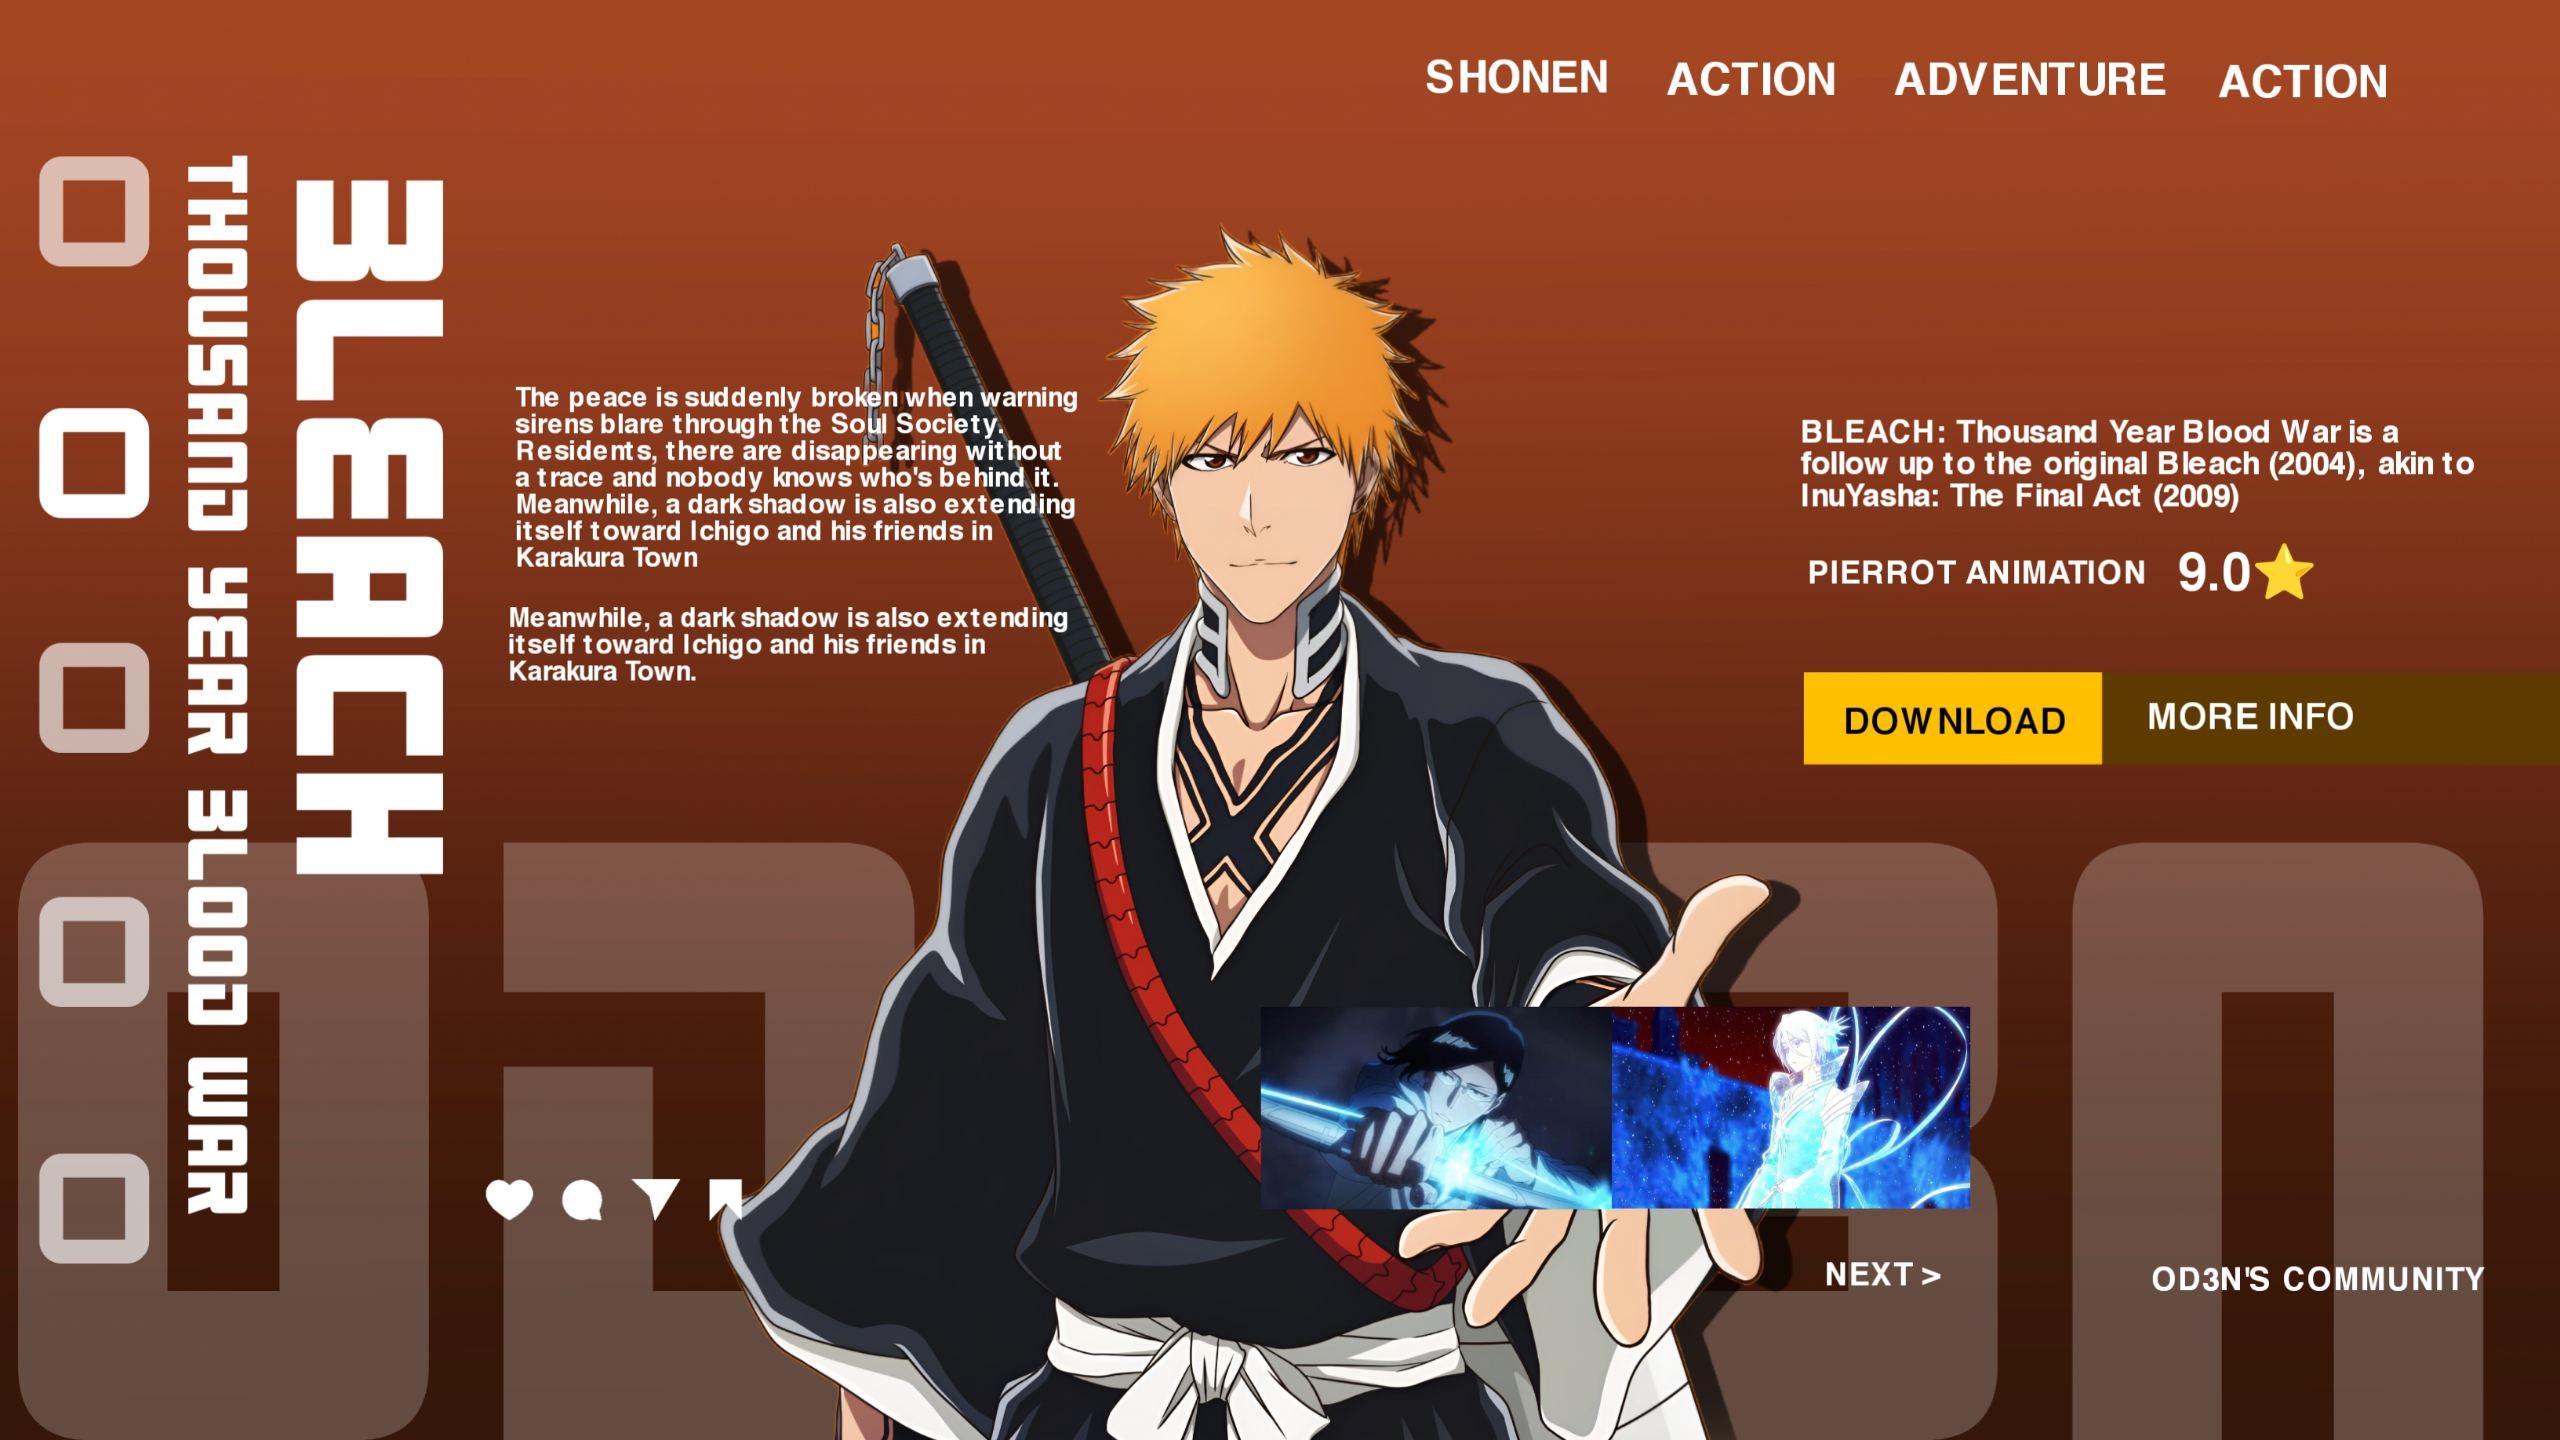 SHONEN ACTION ADVENTURE ACTION
BLEACH
THOUSAND YEAR BLOOD WAR
The peace is suddenly broken when warning
sirens blare through the Soul Society.
Residents, there are disappearing without
a trace and nobody knows who's behind it.
Meanwhile, a dark shadow is also extending
itself toward Ichigo and his friends in
Karakura Town
Meanwhile, a dark shadow is also extending
itself toward Ichigo and his friends in
Karakura Town.
BLEACH: Thousand Year Blood War is a
follow up to the original Bleach (2004), akin to
InuYasha: The Final Act (2009)
PIERROT ANIMATION 9.0
DOWNLOAD MORE INFO
NEXT >
OD3N'S COMMUNITY